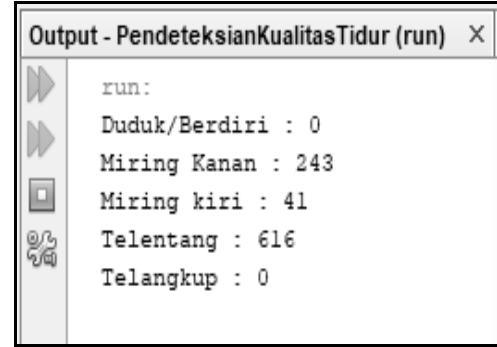 Output - PendeteksianKualitasTidur (run) X
run:
Duduk/Berdiri : 0
Miring Kanan : 243
Miring kiri : 41
Telentang : 616
Telangkup : 0